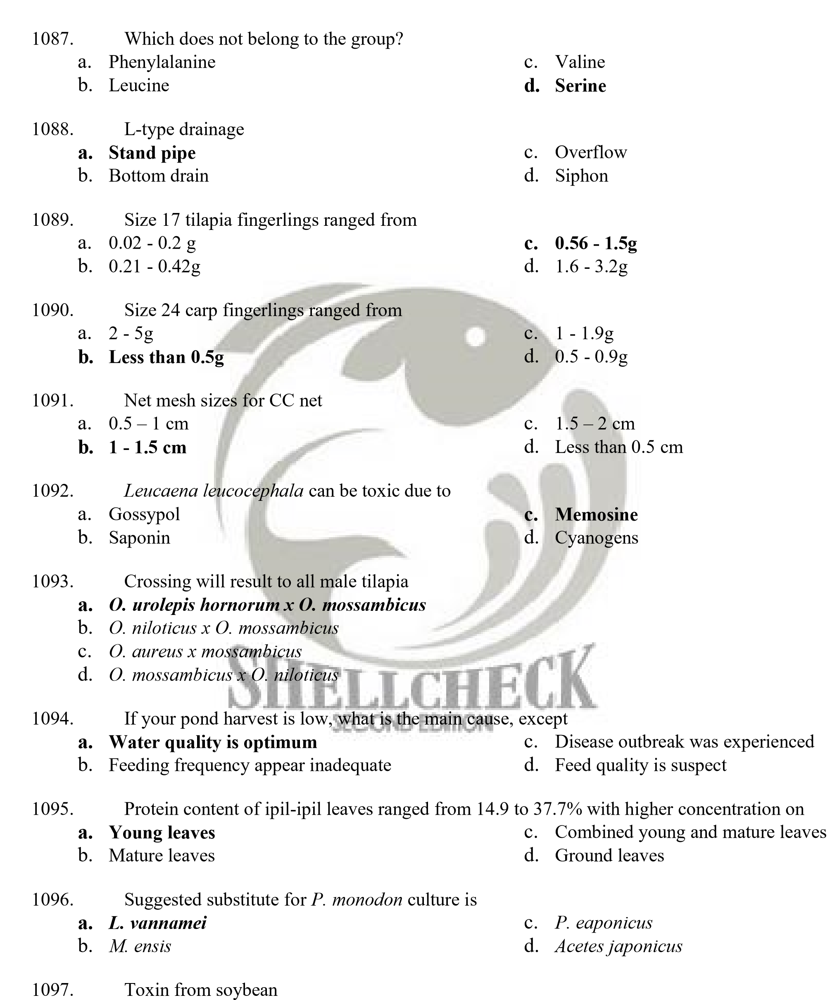 1087. Which does not belong to the group?
a. Phenylalanine c. Valine
b. Leucine d. Serine
1088. L-type drainage
a. Stand pipe c. Overflow
b. Bottom drain d. Siphon
1089. Size 17 tilapia fingerlings ranged from
a. 0.02 - 0.2 g c. 0.56 - 1.5g
b. 0.21 - 0.42g d. 1.6 - 3.2g
1090. Size 24 carp fingerlings ranged from
a. 2 - 5g c. 1 - 1.9g
b. Less than 0.5g d. 0.5 - 0.9g
1091. Net mesh sizes for CC net
a. 0.5 – 1 cm c. 1.5 – 2 cm
b. 1 - 1.5 cm d. Less than 0.5 cm
1092. Leucaena leucocephala can be toxic due to
a. Gossypol c. Memosine
b. Saponin d. Cyanogens
1093. Crossing will result to all male tilapia
a. O. urolepis hornorum x O. mossambicus
b. O. niloticus x O. mossambicus
c. O. aureus x mossambicus
d. O. mossambicus x O. niloticus
SHELLCHECK
SECOND EDITION
1094. If your pond harvest is low, what is the main cause, except
a. Water quality is optimum c. Disease outbreak was experienced
b. Feeding frequency appear inadequate d. Feed quality is suspect
1095. Protein content of ipil-ipil leaves ranged from 14.9 to 37.7% with higher concentration on
a. Young leaves c. Combined young and mature leaves
b. Mature leaves d. Ground leaves
1096. Suggested substitute for P. monodon culture is
a. L. vannamei c. P. eaponicus
b. M. ensis d. Acetes japonicus
1097. Toxin from soybean